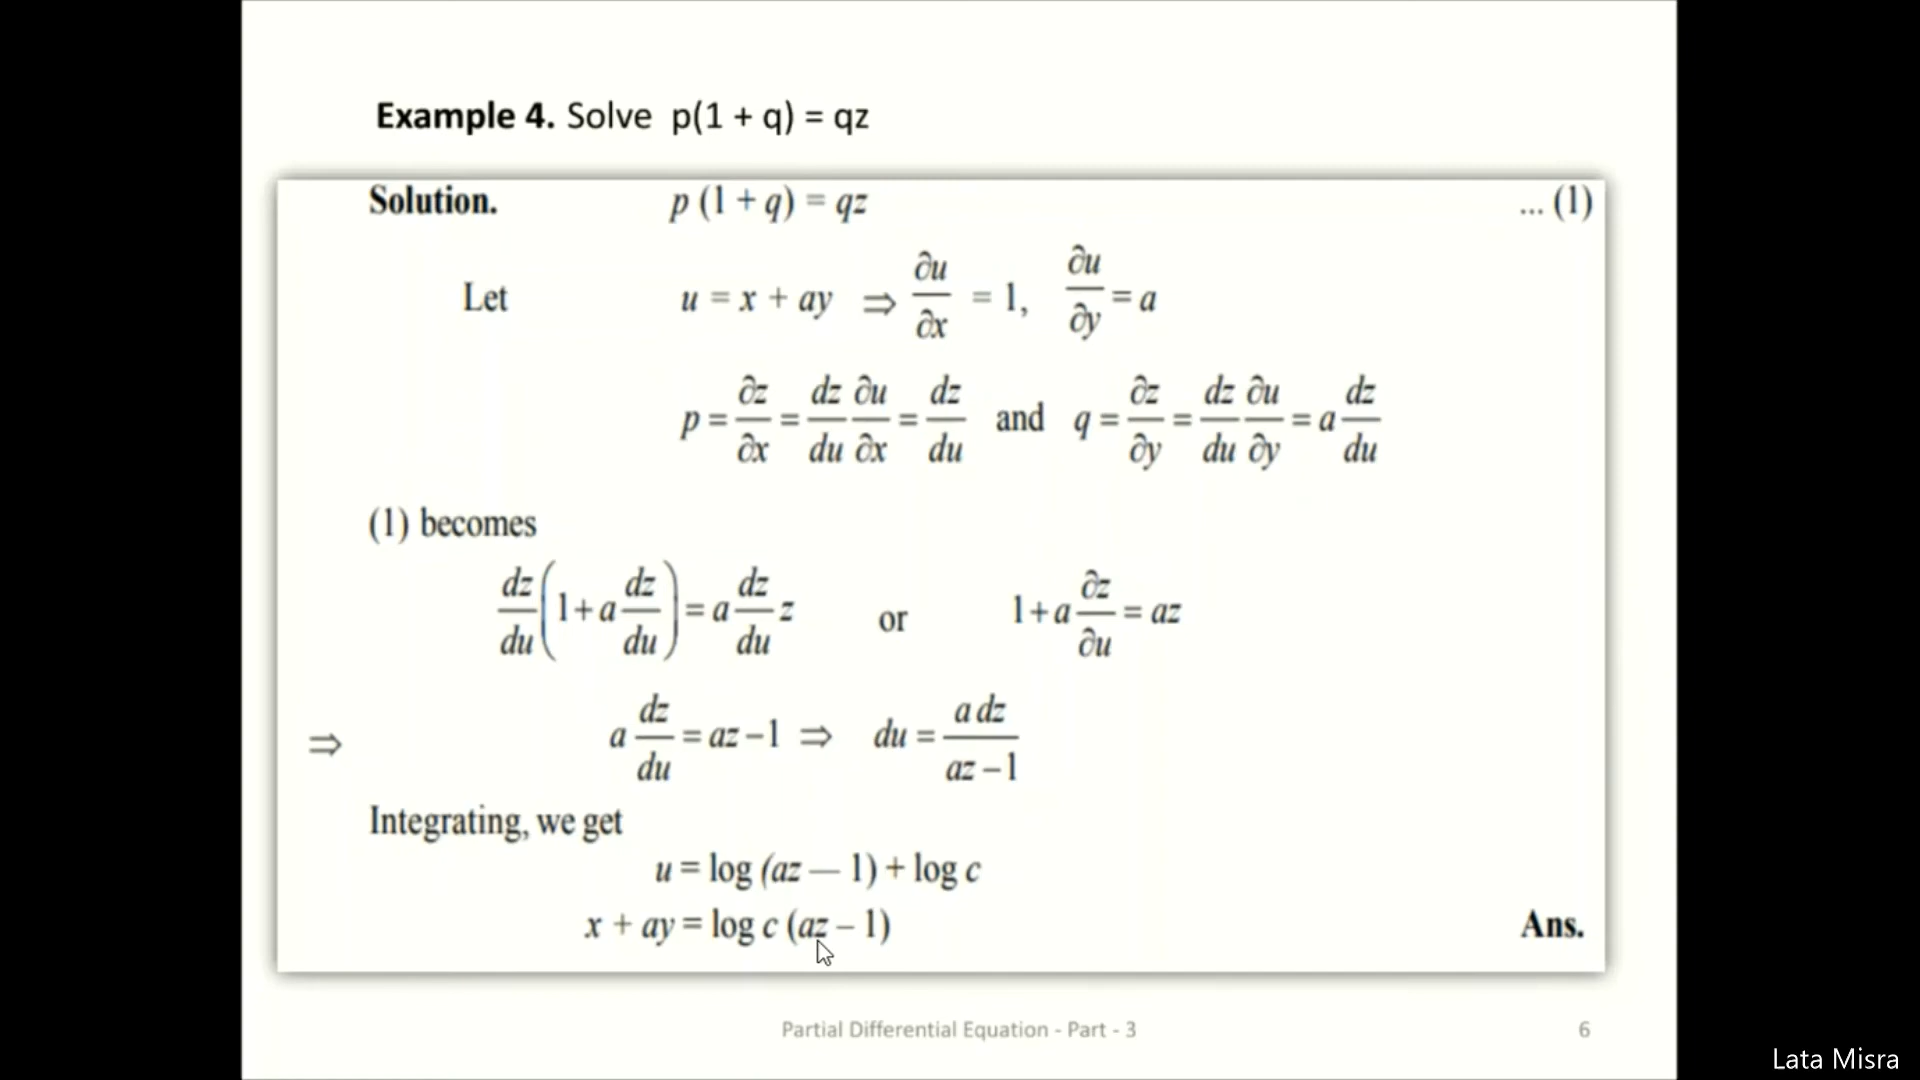 Example 4. Solve p(1 + q) = qz
Solution. p (1 + q) = qz ... (1)
Let u = x + ay ⇒ ∂u/∂x = 1, ∂u/∂y = a
p = ∂z/∂x = dz/du ∂u/∂x = dz/du and q = ∂z/∂y = dz/du ∂u/∂y = a dz/du
(1) becomes
dz/du (1 + a dz/du) = a dz/du z or 1 + a ∂z/∂u = az
⇒ a dz/du = az – 1 ⇒ du = a dz/az – 1
Integrating, we get
u = log (az — 1) + log c
x + ay = log c (az – 1) Ans.
Partial Differential Equation - Part - 3 6
Lata Misra